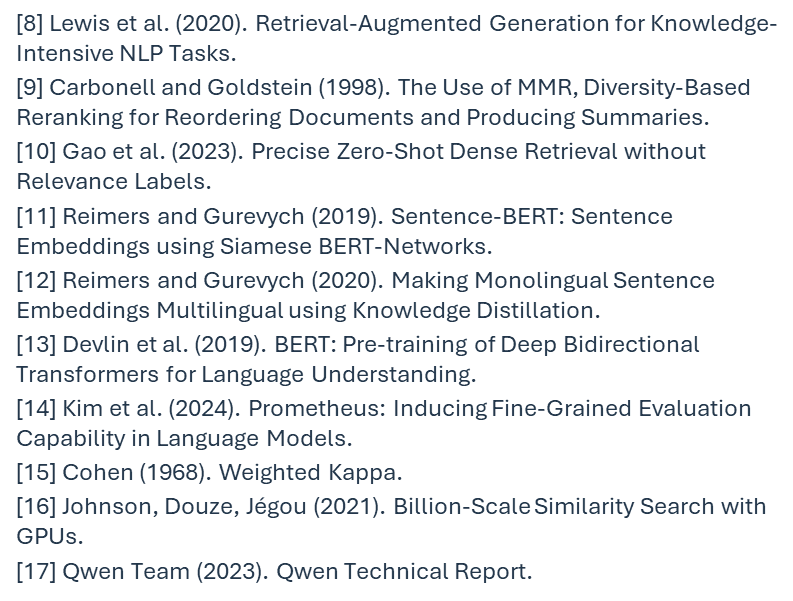 [8] Lewis et al. (2020). Retrieval-Augmented Generation for Knowledge-
Intensive NLP Tasks.
[9] Carbonell and Goldstein (1998). The Use of MMR, Diversity-Based
Reranking for Reordering Documents and Producing Summaries.
[10] Gao et al. (2023). Precise Zero-Shot Dense Retrieval without
Relevance Labels.
[11] Reimers and Gurevych (2019). Sentence-BERT: Sentence
Embeddings using Siamese BERT-Networks.
[12] Reimers and Gurevych (2020). Making Monolingual Sentence
Embeddings Multilingual using Knowledge Distillation.
[13] Devlin et al. (2019). BERT: Pre-training of Deep Bidirectional
Transformers for Language Understanding.
[14] Kim et al. (2024). Prometheus: Inducing Fine-Grained Evaluation
Capability in Language Models.
[15] Cohen (1968). Weighted Kappa.
[16] Johnson, Douze, Jégou (2021). Billion-Scale Similarity Search with
GPUs.
[17] Qwen Team (2023). Qwen Technical Report.